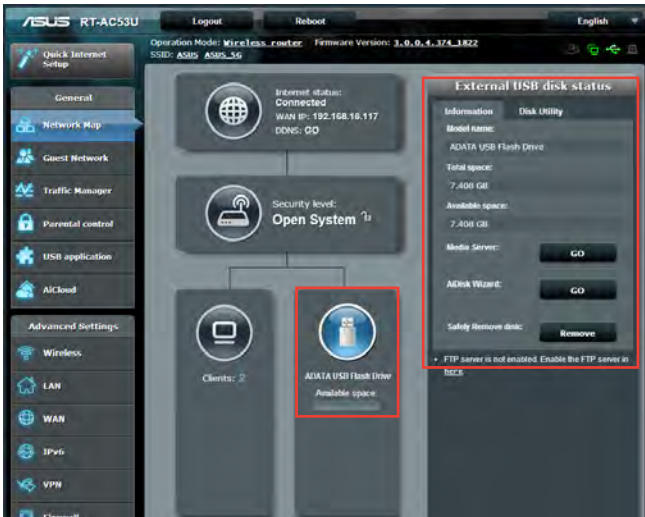 ASUS RT-AC53U
Logout
Reboot
English
Quick Internet
Setup
Operation Mode: Wireless router Firmware Version: 3.0.0.4.374_1822
SSID: ASUS ASUS_5G
General
Network Map
Guest Network
Traffic Manager
Parental control
USB application
AiCloud
Advanced Settings
Wireless
LAN
WAN
IPv6
VPN
Firewall
Internet status:
Connected
WAN IP: 192.168.16.117
DDNS: GO
Security level:
Open System
Clients: 2
ADATA USB Flash Drive
Available space
External USB disk status
Information
Disk Utility
Model name:
ADATA USB Flash Drive
Total space:
7.408 GB
Available space:
7.408 GB
Media Server:
GO
AiDisk Wizard:
GO
Safely Remove disk:
Remove
• FTP server is not enabled. Enable the FTP server in
here.